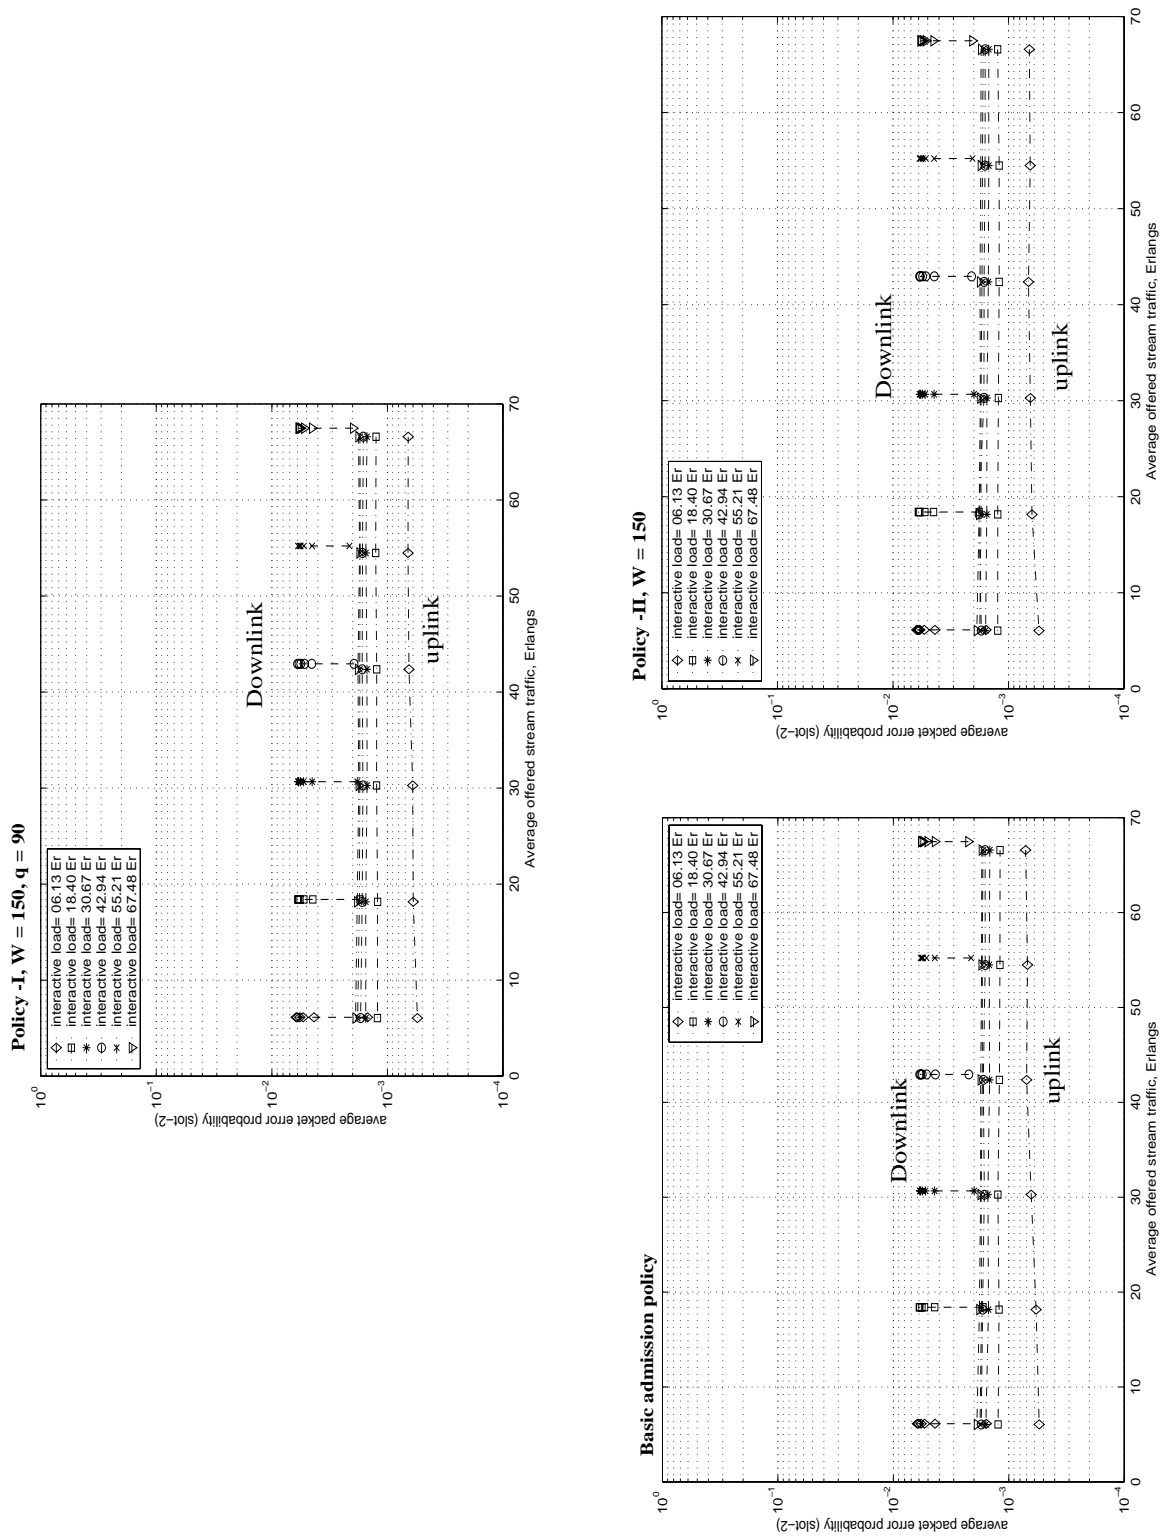 Policy -I, W = 150, q = 90
10^0
10^-1
10^-2
10^-3
10^-4
average packet error probability (slot-2)
interactive load= 06.13 Er
interactive load= 18.40 Er
interactive load= 30.67 Er
interactive load= 42.94 Er
interactive load= 55.21 Er
interactive load= 67.48 Er
Downlink
uplink
0 10 20 30 40 50 60 70
Average offered stream traffic, Erlangs
Basic admission policy
10^0
10^-1
10^-2
10^-3
10^-4
average packet error probability (slot-2)
interactive load= 06.13 Er
interactive load= 18.40 Er
interactive load= 30.67 Er
interactive load= 42.94 Er
interactive load= 55.21 Er
interactive load= 67.48 Er
Downlink
uplink
0 10 20 30 40 50 60 70
Average offered stream traffic, Erlangs
Policy -II, W = 150
10^0
10^-1
10^-2
10^-3
10^-4
average packet error probability (slot-2)
interactive load= 06.13 Er
interactive load= 18.40 Er
interactive load= 30.67 Er
interactive load= 42.94 Er
interactive load= 55.21 Er
interactive load= 67.48 Er
Downlink
uplink
0 10 20 30 40 50 60 70
Average offered stream traffic, Erlangs